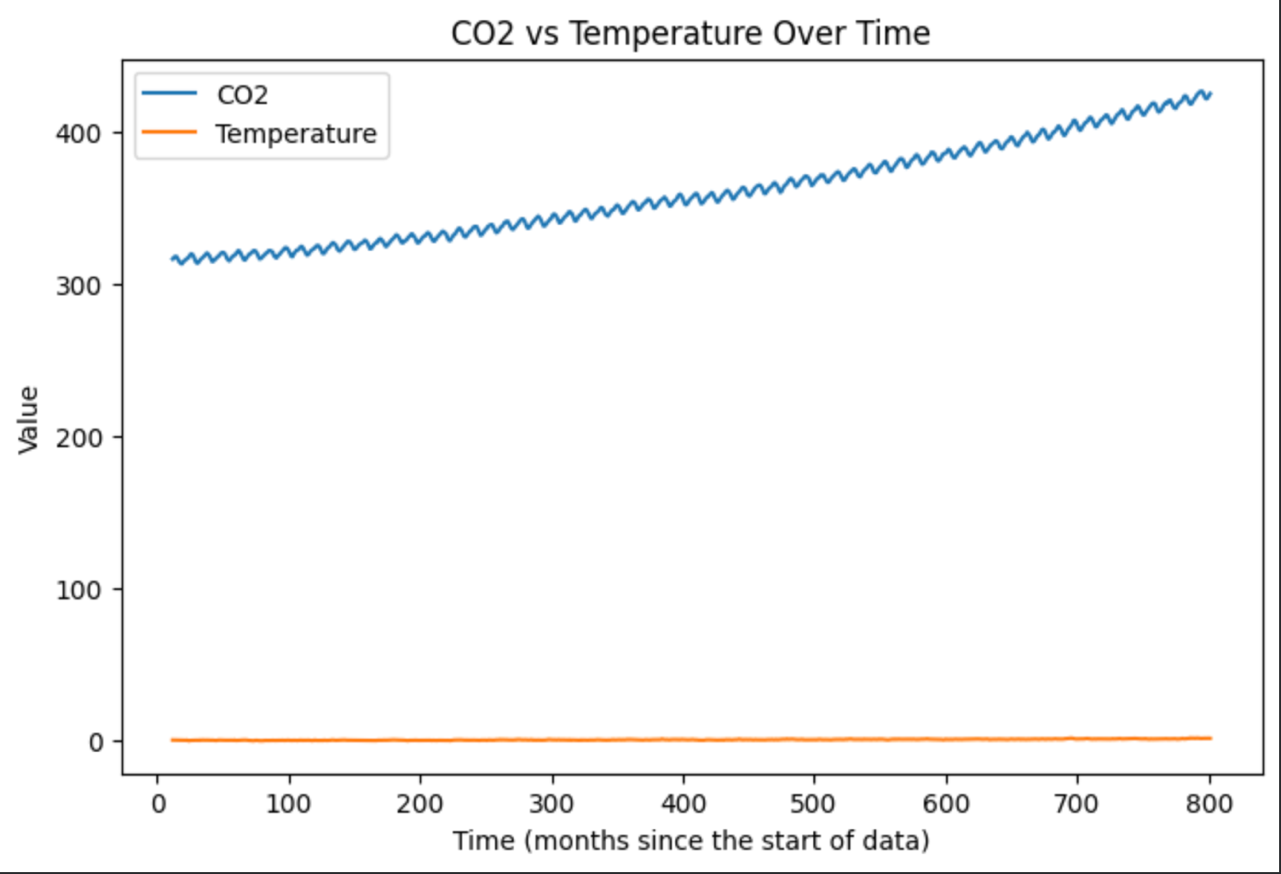 CO2 vs Temperature Over Time
CO2
Temperature
400
300
200
100
0
Value
0 100 200 300 400 500 600 700 800
Time (months since the start of data)